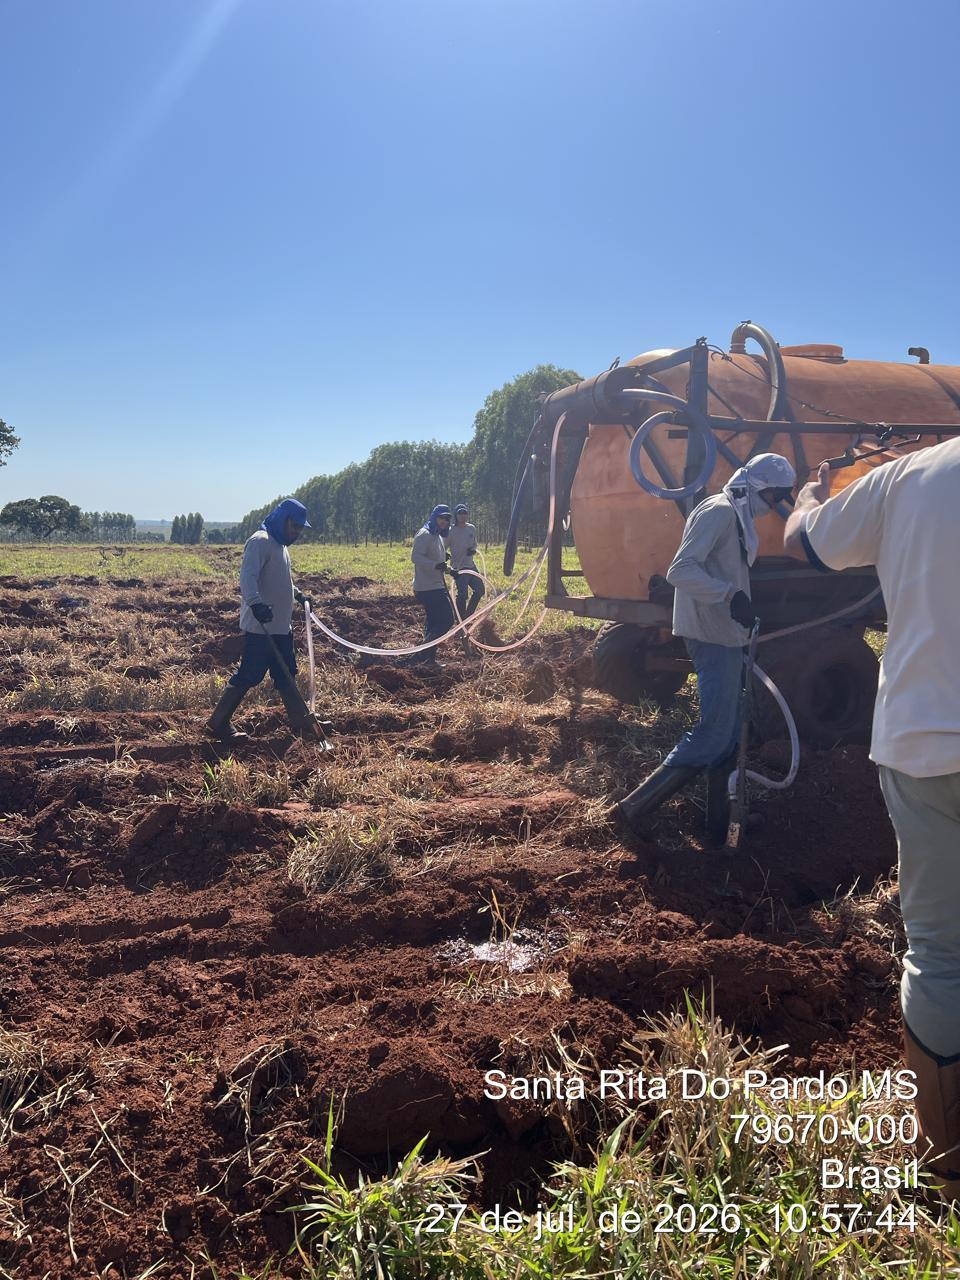 Santa Rita Do Pardo MS
79670-000
Brasil
27 de jul. de 2026, 10:57:44